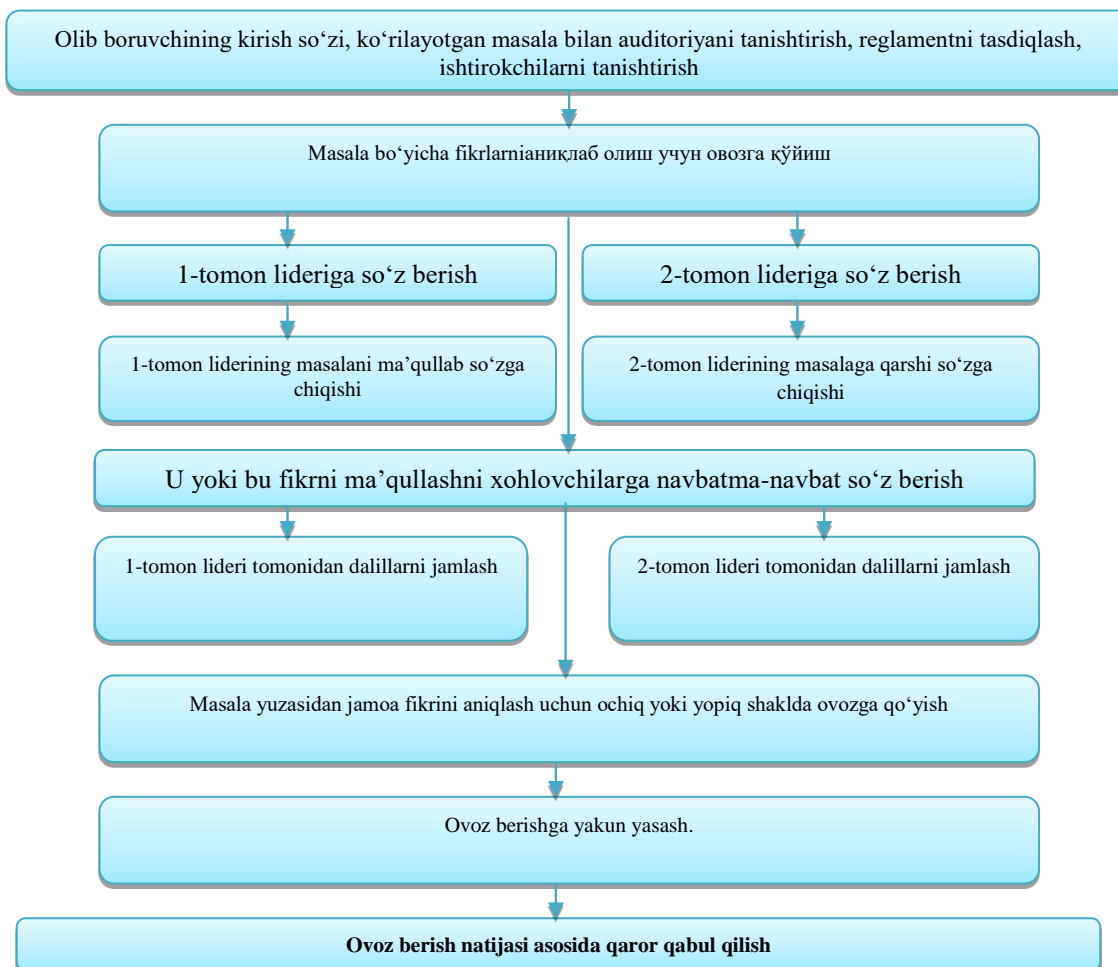 Olib boruvchining kirish so‘zi, ko‘rilayotgan masala bilan auditoriyani tanishtirish, reglamentni tasdiqlash,
ishtirokchilarni tanishtirish
Masala bo‘yicha fikrlarniаниқлаб олиш учун овозга қўйиш
1-tomon lideriga so‘z berish
2-tomon lideriga so‘z berish
1-tomon liderining masalani ma’qullab so‘zga
chiqishi
2-tomon liderining masalaga qarshi so‘zga
chiqishi
U yoki bu fikrni ma’qullashni xohlovchilarga navbatma-navbat so‘z berish
1-tomon lideri tomonidan dalillarni jamlash
2-tomon lideri tomonidan dalillarni jamlash
Masala yuzasidan jamoa fikrini aniqlash uchun ochiq yoki yopiq shaklda ovozga qo‘yish
Ovoz berishga yakun yasash.
Ovoz berish natijasi asosida qaror qabul qilish